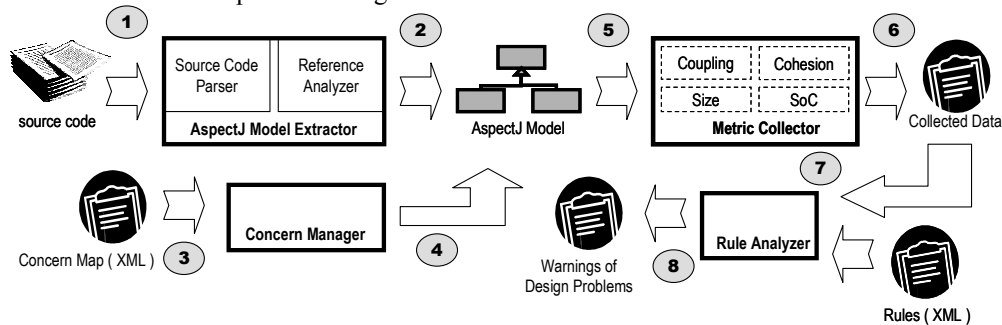 1
2
5
6
Source Code Parser
Reference Analyzer
AspectJ Model Extractor
source code
AspectJ Model
Coupling
Cohesion
Size
SoC
Metric Collector
Collected Data
7
Concern Manager
Rule Analyzer
3
4
8
Concern Map ( XML )
Warnings of
Design Problems
Rules ( XML )